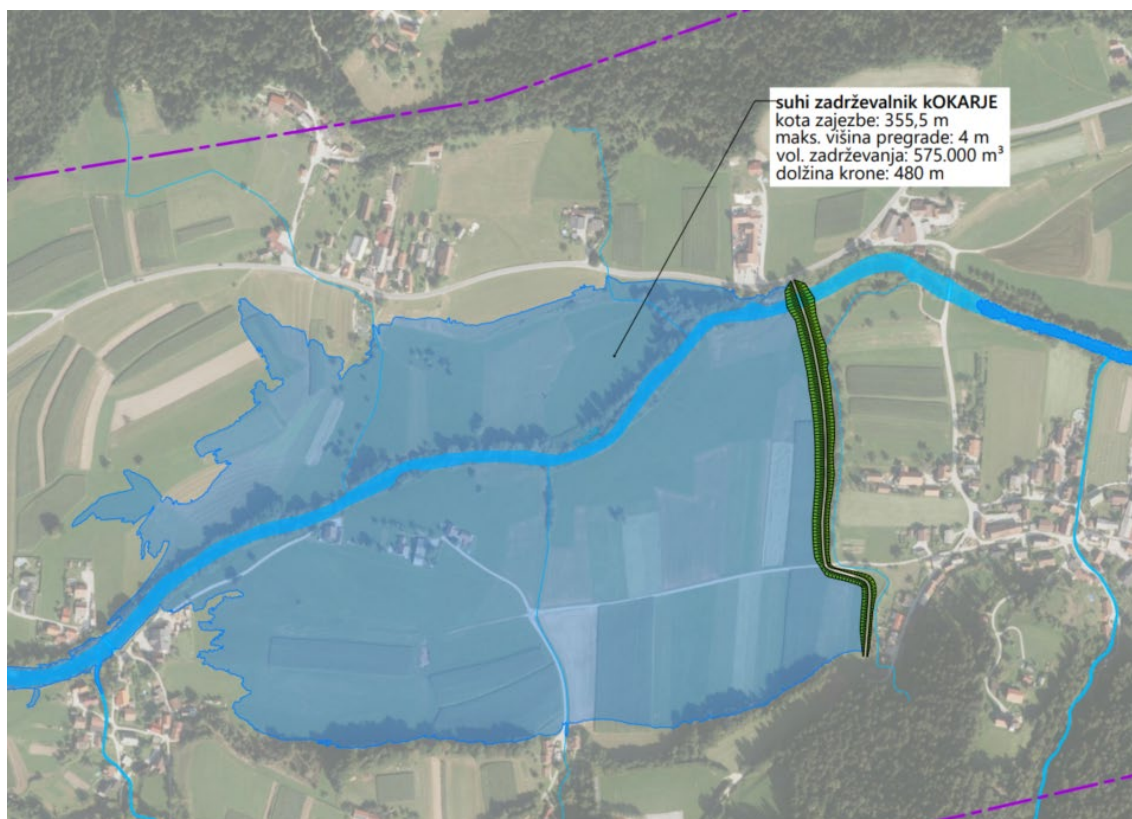 suhi zadrževalnik kOKARJE
kota zajezbe: 355,5 m
maks. višina pregrade: 4 m
vol. zadrževanja: 575.000 m³
dolžina krone: 480 m